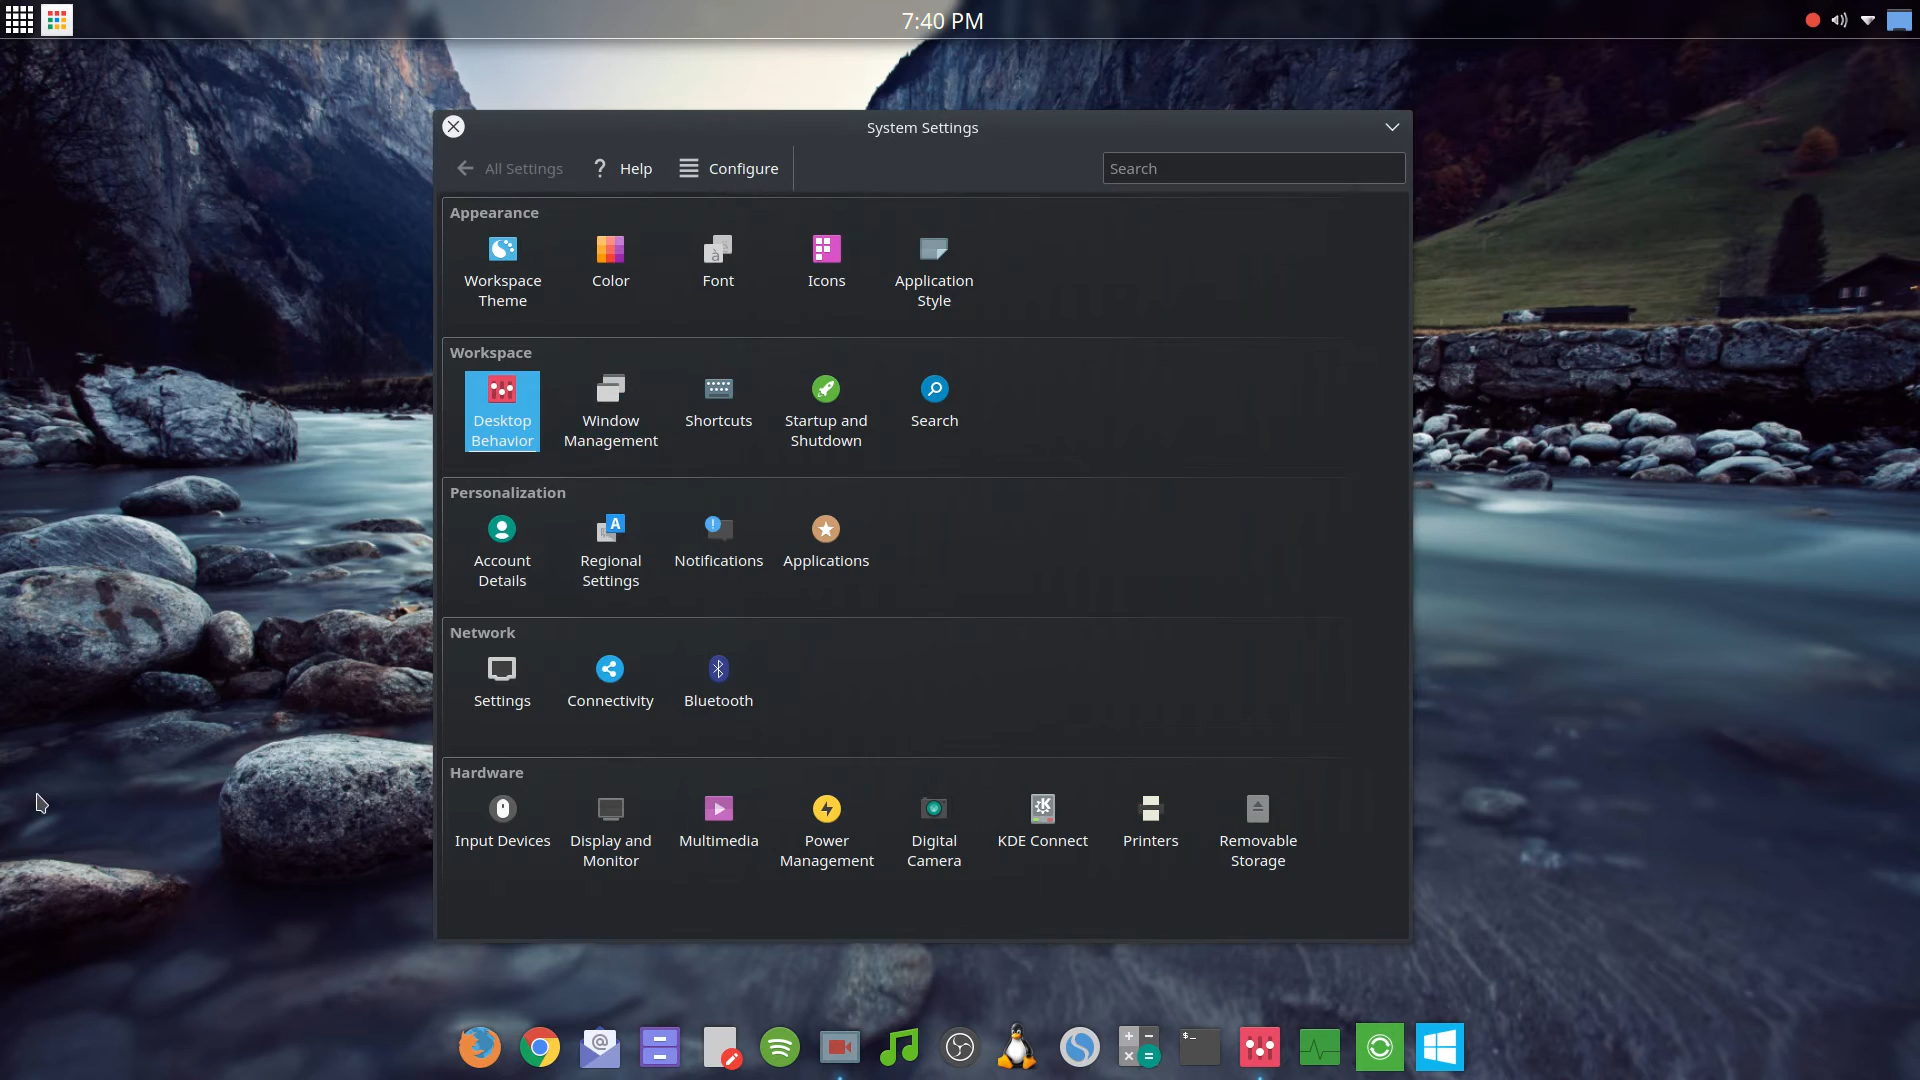 7:40 PM
System Settings
All Settings
? Help
Configure
Search
Appearance
Workspace
Theme
Color
Font
Icons
Application
Style
Workspace
Desktop
Behavior
Window
Management
Shortcuts
Startup and
Shutdown
Search
Personalization
Account
Details
Regional
Settings
Notifications
Applications
Network
Settings
Connectivity
Bluetooth
Hardware
Input Devices
Display and
Monitor
Multimedia
Power
Management
Digital
Camera
KDE Connect
Printers
Removable
Storage